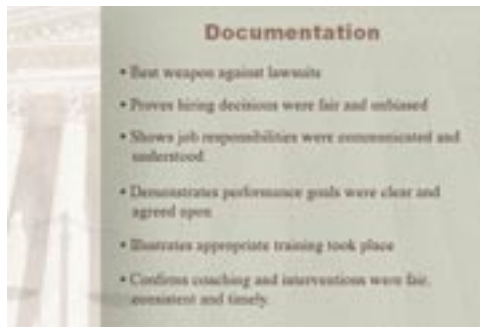 Documentation
• Best weapon against lawsuits
• Proves hiring decisions were fair and unbiased
• Shows job responsibilities were communicated and
understood
• Demonstrates performance goals were clear and
agreed upon
• Illustrates appropriate training took place
• Confirms coaching and interventions were fair,
consistent and timely.